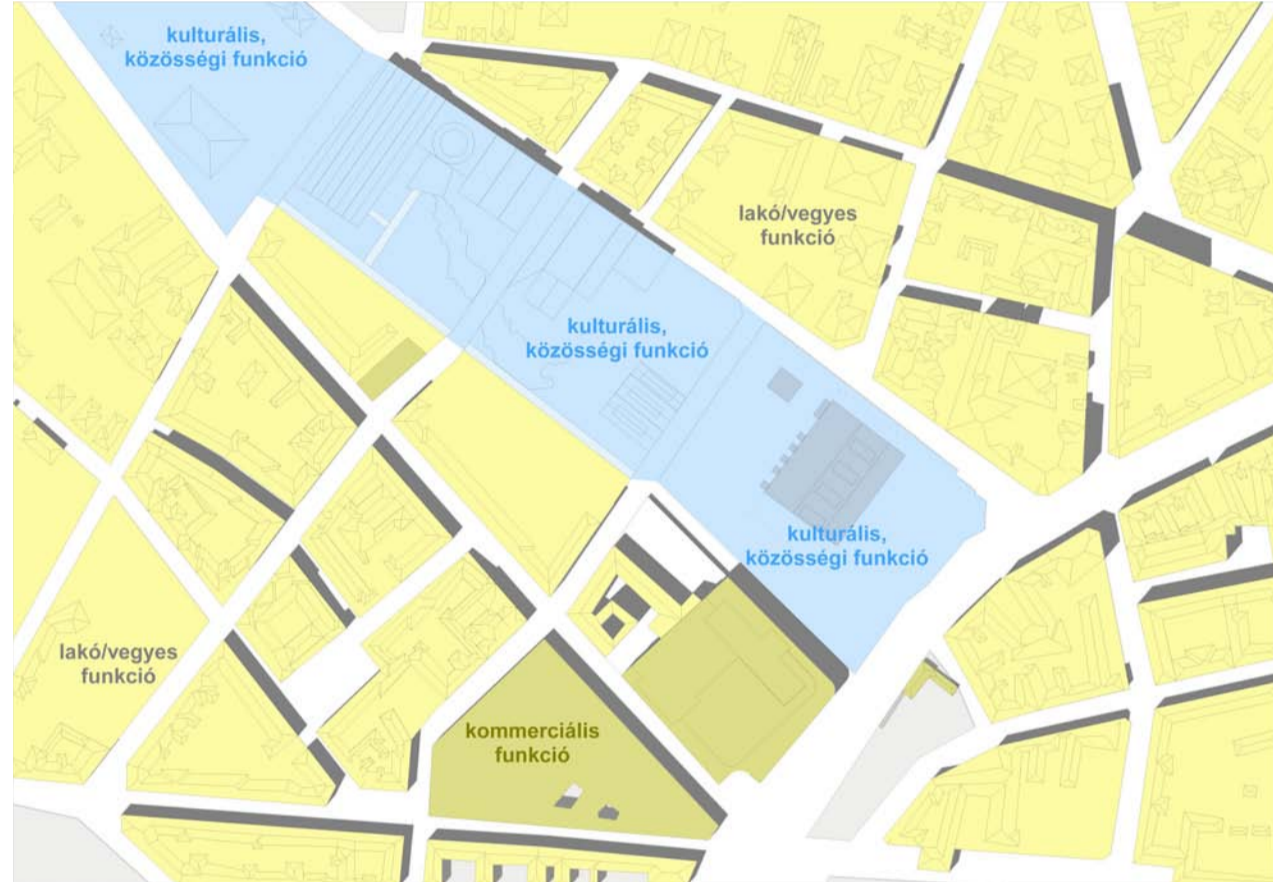 kulturális,
közösségi funkció
lakó/vegyes
funkció
kulturális,
közösségi funkció
kulturális,
közösségi funkció
lakó/vegyes
funkció
kommerciális
funkció